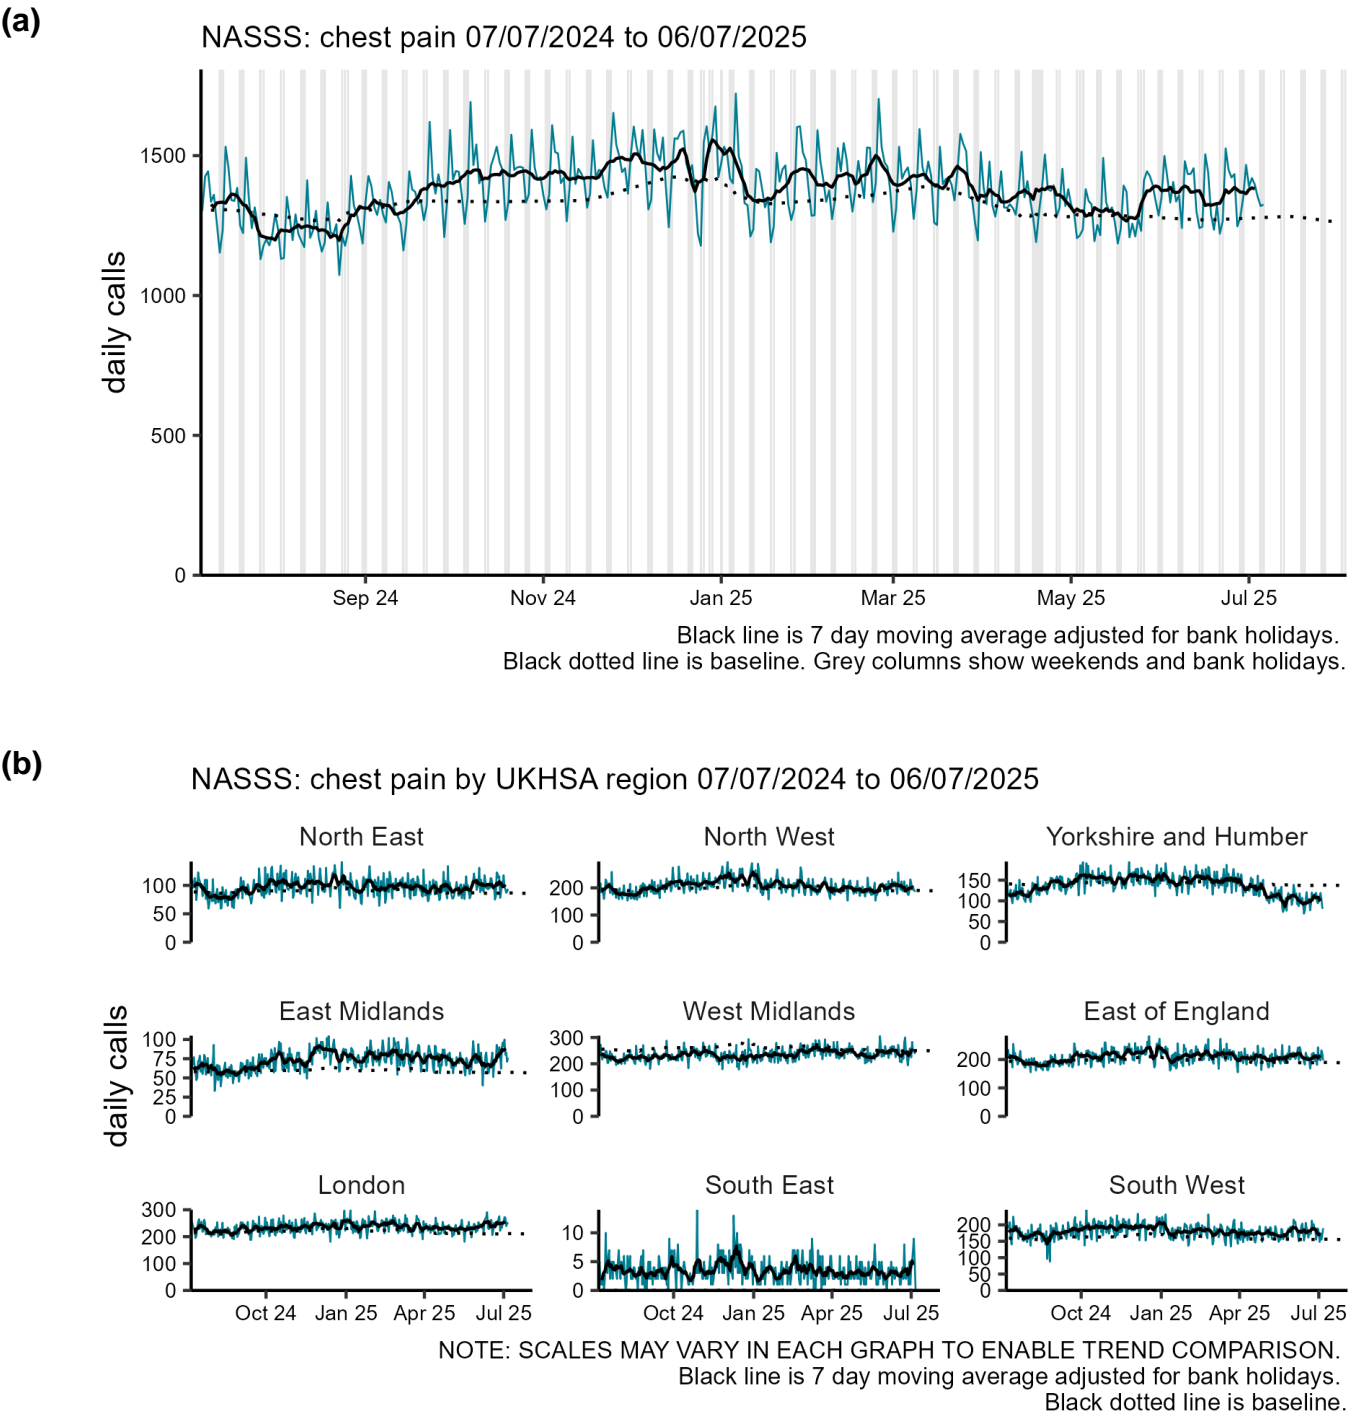 (a)
NASSS: chest pain 07/07/2024 to 06/07/2025
daily calls
1500
1000
500
0
Sep 24 Nov 24 Jan 25 Mar 25 May 25 Jul 25
Black line is 7 day moving average adjusted for bank holidays.
Black dotted line is baseline. Grey columns show weekends and bank holidays.
(b)
NASSS: chest pain by UKHSA region 07/07/2024 to 06/07/2025
daily calls
North East
100
50
0
North West
200
100
0
Yorkshire and Humber
150
100
50
0
East Midlands
100
75
50
25
0
West Midlands
300
200
100
0
East of England
200
100
0
London
300
200
100
0
South East
10
5
0
South West
200
150
100
50
0
Oct 24 Jan 25 Apr 25 Jul 25
Oct 24 Jan 25 Apr 25 Jul 25
Oct 24 Jan 25 Apr 25 Jul 25
NOTE: SCALES MAY VARY IN EACH GRAPH TO ENABLE TREND COMPARISON.
Black line is 7 day moving average adjusted for bank holidays.
Black dotted line is baseline.